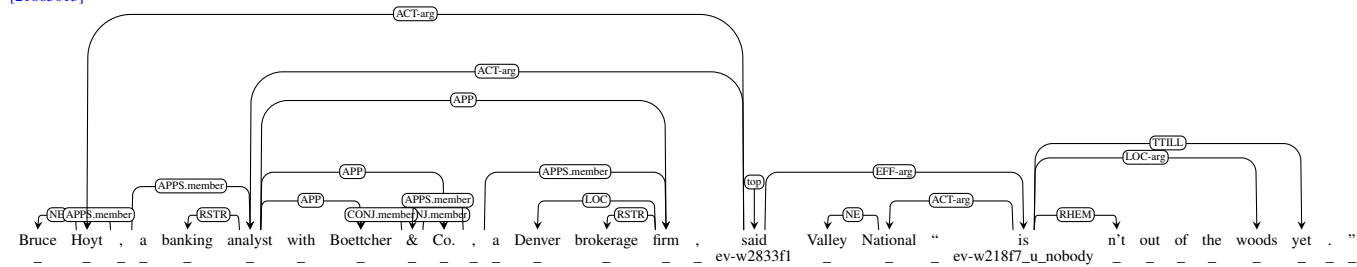 ACT-arg
ACT-arg
APP
TTILL
LOC-arg
APP APPS.member EFF-arg
APPS.member top
APP APPS.member LOC ACT-arg
NE APPS.member RSTR CONJ.member NJ.member RSTR NE RHEM
Bruce Hoyt , a banking analyst with Boettcher & Co. , a Denver brokerage firm , said Valley National “ is n't out of the woods yet . ”
_ _ _ _ _ _ _ _ _ _ _ _ _ _ _ _ ev-w2833f1 _ _ _ ev-w218f7_u_nobody _ _ _ _ _ _ _ _